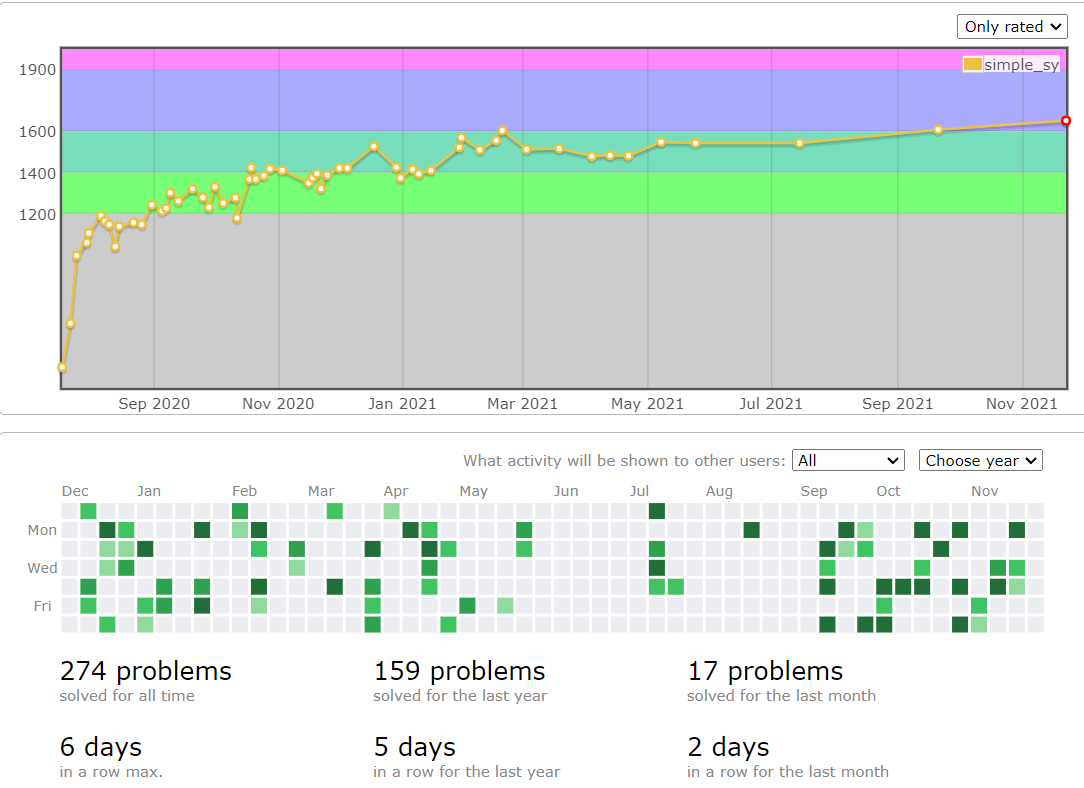 Only rated
1900
simple_sy
1600
1400
1200
Sep 2020 Nov 2020 Jan 2021 Mar 2021 May 2021 Jul 2021 Sep 2021 Nov 2021
What activity will be shown to other users: All Choose year
Dec Jan Feb Mar Apr May Jun Jul Aug Sep Oct Nov
Mon
Wed
Fri
274 problems 159 problems 17 problems
solved for all time solved for the last year solved for the last month
6 days 5 days 2 days
in a row max. in a row for the last year in a row for the last month